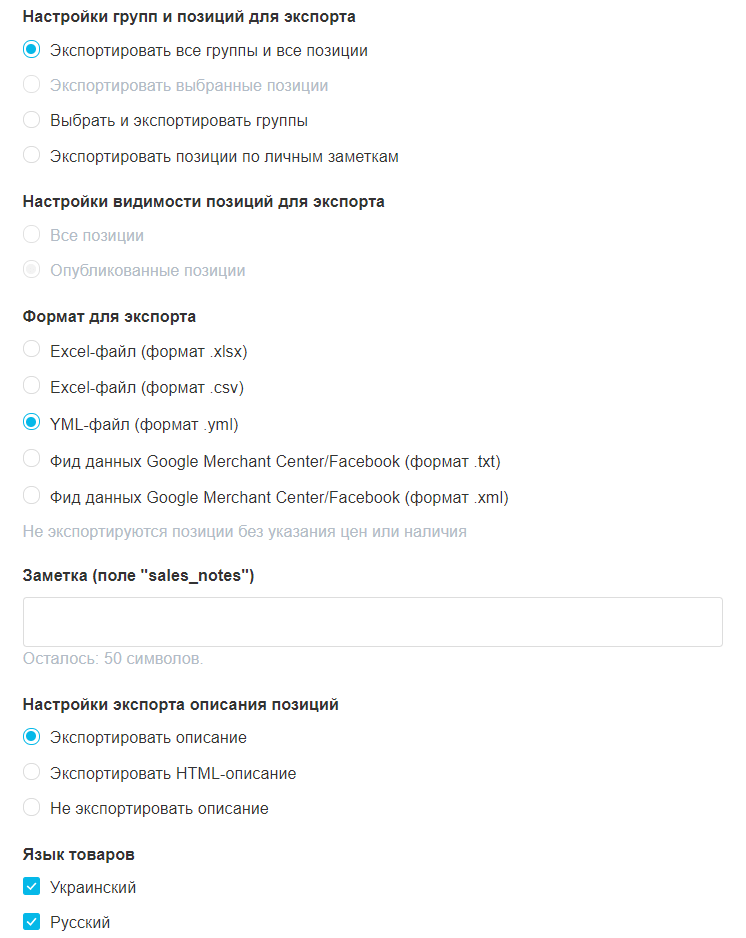 Настройки групп и позиций для экспорта
Экспортировать все группы и все позиции
Экспортировать выбранные позиции
Выбрать и экспортировать группы
Экспортировать позиции по личным заметкам
Настройки видимости позиций для экспорта
Все позиции
Опубликованные позиции
Формат для экспорта
Excel-файл (формат .xlsx)
Excel-файл (формат .csv)
YML-файл (формат .yml)
Фид данных Google Merchant Center/Facebook (формат .txt)
Фид данных Google Merchant Center/Facebook (формат .xml)
Не экспортируются позиции без указания цен или наличия
Заметка (поле "sales_notes")
Осталось: 50 символов.
Настройки экспорта описания позиций
Экспортировать описание
Экспортировать HTML-описание
Не экспортировать описание
Язык товаров
Украинский
Русский